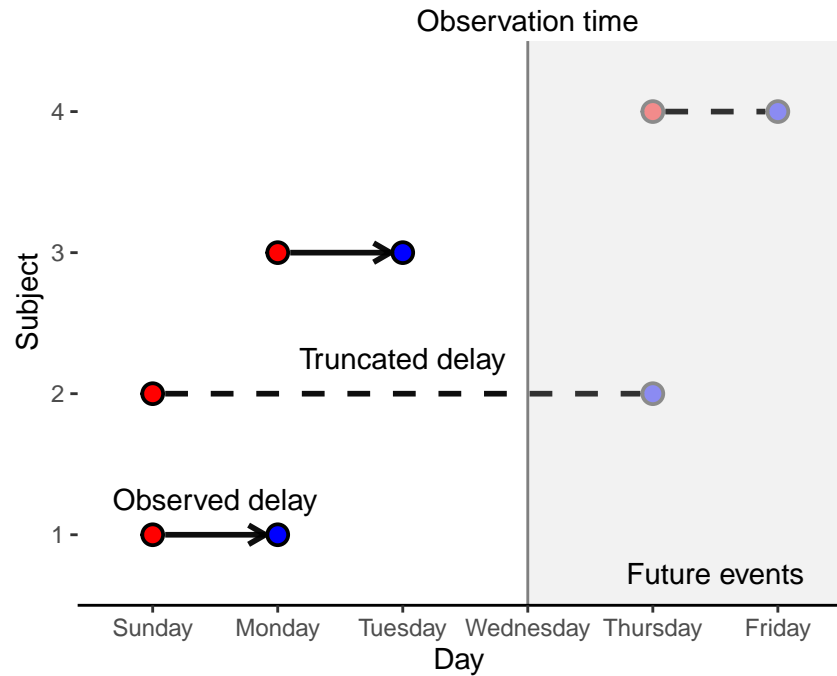 Observation time
4
3
Truncated delay
2
Observed delay
1
Future events
Subject
Sunday Monday Tuesday Wednesday Thursday Friday
Day